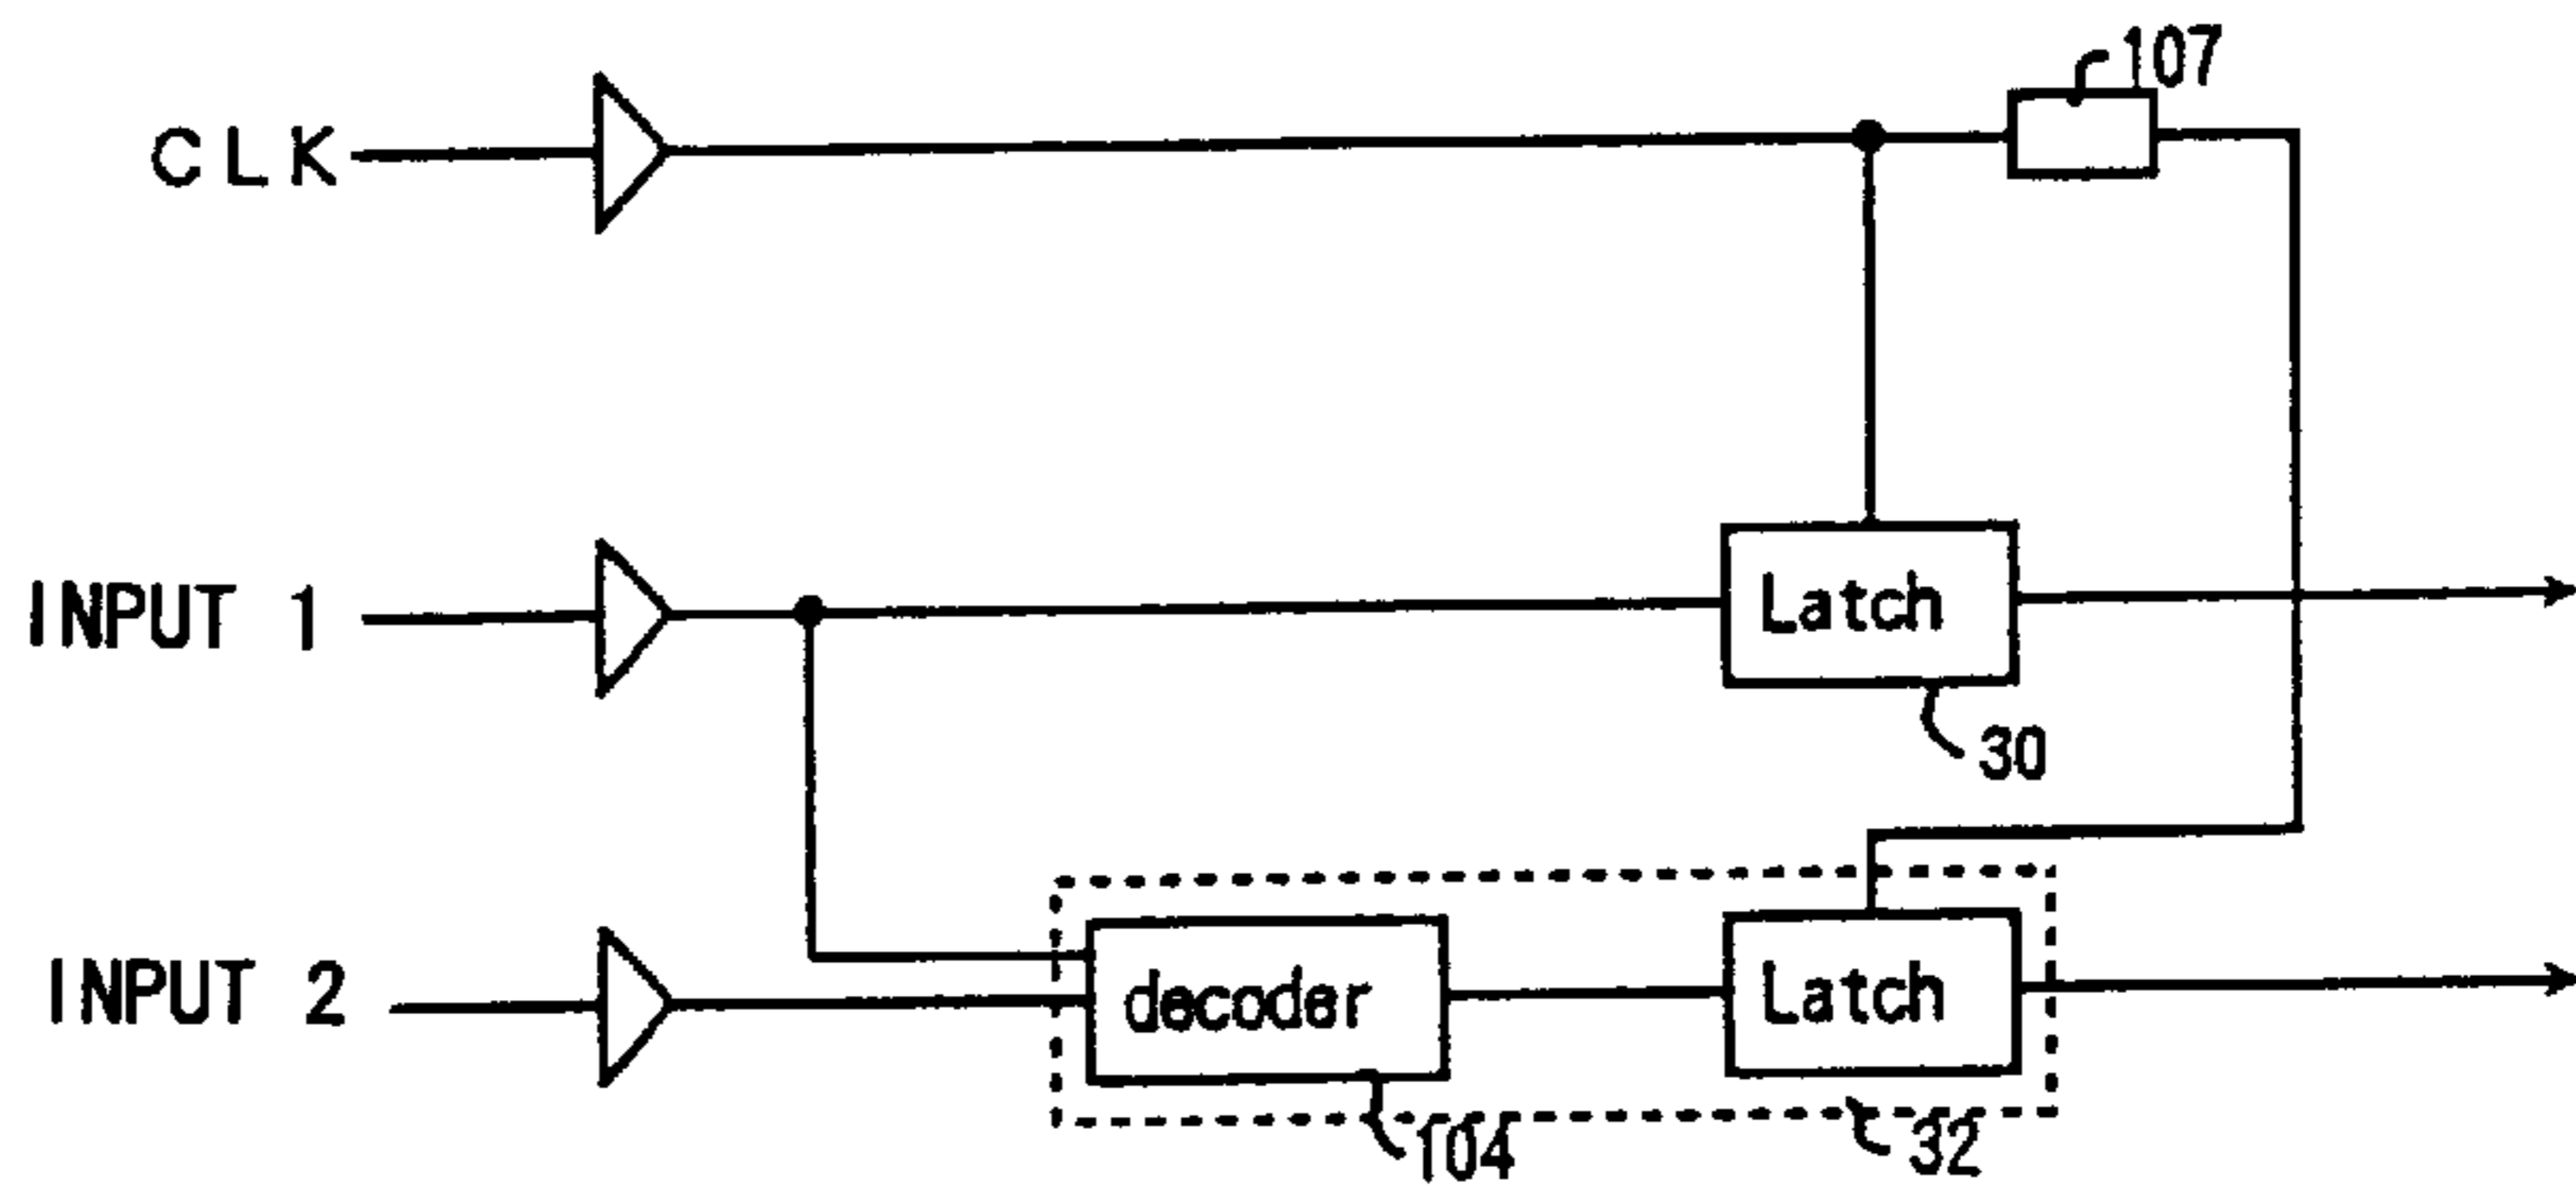 107
CLK
INPUT 1
Latch
30
INPUT 2
decoder
Latch
104
32